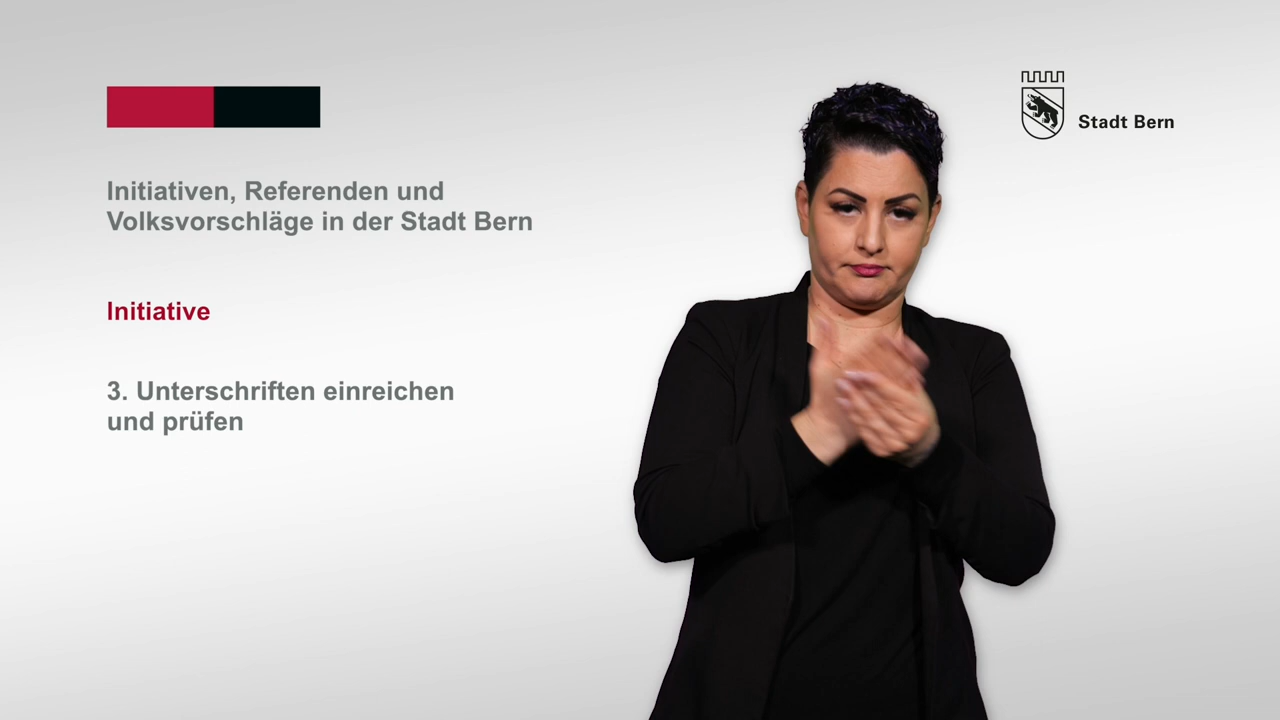 Stadt Bern
Initiativen, Referenden und
Volksvorschläge in der Stadt Bern
Initiative
3. Unterschriften einreichen
und prüfen